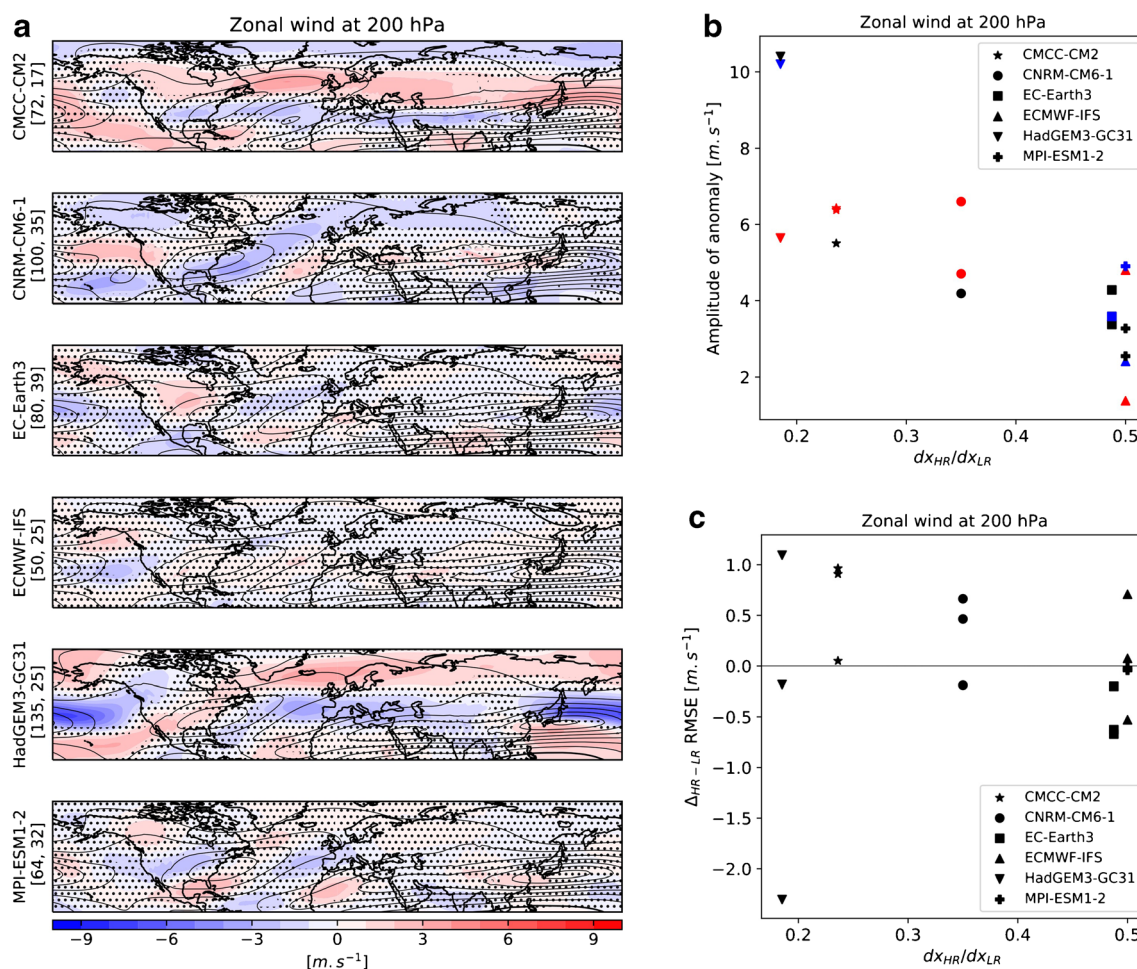 a
Zonal wind at 200 hPa
CMCC-CM2
[72, 17]
CNRM-CM6-1
[100, 35]
EC-Earth3
[80, 39]
ECMWF-IFS
[50, 25]
HadGEM3-GC31
[135, 25]
MPI-ESM1-2
[64, 32]
−9 −6 −3 0 3 6 9
[m.s⁻¹]
b
Zonal wind at 200 hPa
Amplitude of anomaly [m.s⁻¹]
10
8
6
4
2
CMCC-CM2
CNRM-CM6-1
EC-Earth3
ECMWF-IFS
HadGEM3-GC31
MPI-ESM1-2
0.2 0.3 0.4 0.5
dx_HR/dx_LR
c
Zonal wind at 200 hPa
Δ_HR−LR RMSE [m.s⁻¹]
1.0
0.5
0.0
−0.5
−1.0
−1.5
−2.0
CMCC-CM2
CNRM-CM6-1
EC-Earth3
ECMWF-IFS
HadGEM3-GC31
MPI-ESM1-2
0.2 0.3 0.4 0.5
dx_HR/dx_LR